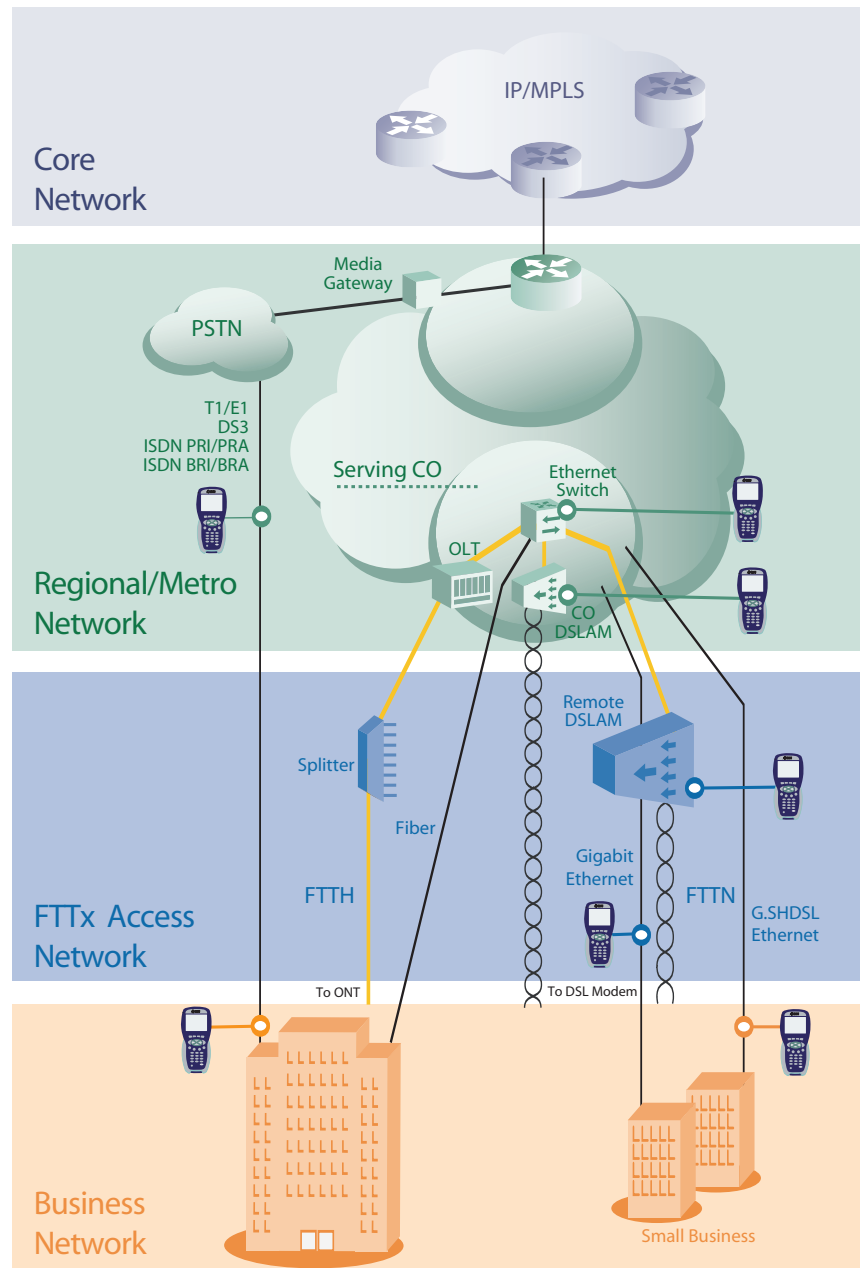 IP/MPLS
Core
Network
Media
Gateway
PSTN
T1/E1
DS3
ISDN PRI/PRA
ISDN BRI/BRA
Serving CO
Ethernet
Switch
OLT
CO
DSLAM
Regional/Metro
Network
Remote
DSLAM
Splitter
Fiber
Gigabit
Ethernet
FTTH
FTTN
G.SHDSL
Ethernet
FTTx Access
Network
To ONT
To DSL Modem
Business
Network
Small Business